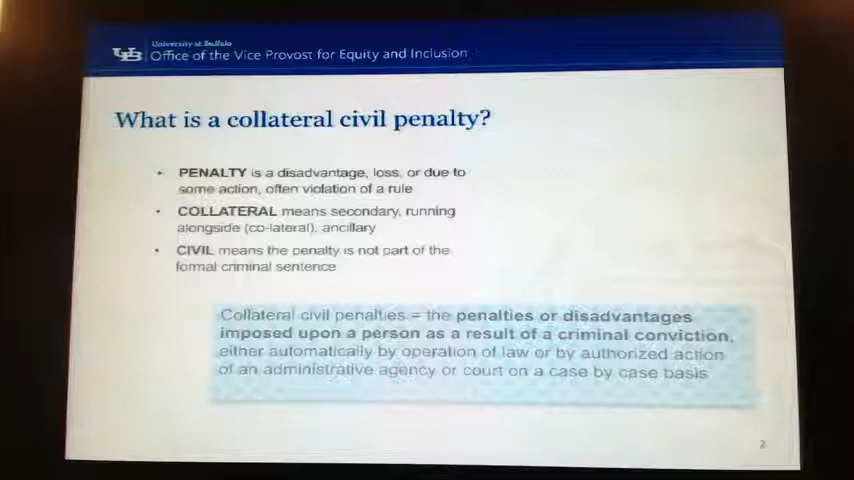 University at Buffalo
UB Office of the Vice Provost for Equity and Inclusion
What is a collateral civil penalty?
• PENALTY is a disadvantage, loss, or due to
some action, often violation of a rule
• COLLATERAL means secondary, running
alongside (co-lateral), ancillary
• CIVIL means the penalty is not part of the
formal criminal sentence
Collateral civil penalties = the penalties or disadvantages
imposed upon a person as a result of a criminal conviction,
either automatically by operation of law or by authorized action
of an administrative agency or court on a case by case basis
2